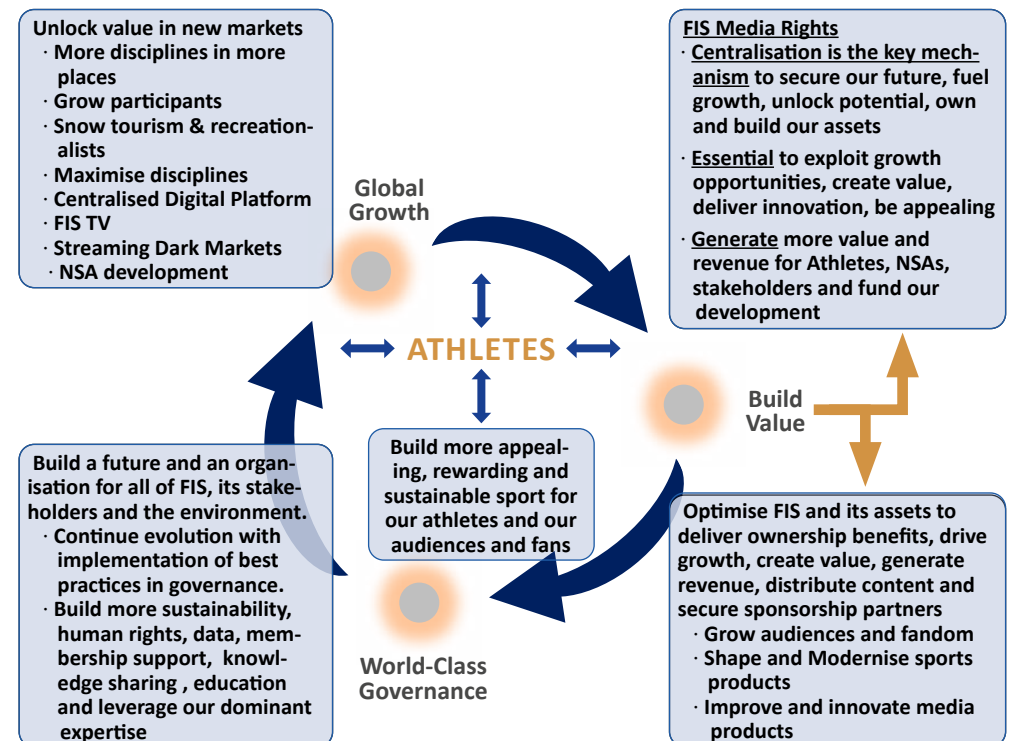 Unlock value in new markets
· More disciplines in more
places
· Grow participants
· Snow tourism & recreation-
alists
· Maximise disciplines
· Centralised Digital Platform
· FIS TV
· Streaming Dark Markets
· NSA development
Global
Growth
FIS Media Rights
· Centralisation is the key mech-
anism to secure our future, fuel
growth, unlock potential, own
and build our assets
· Essential to exploit growth
opportunities, create value,
deliver innovation, be appealing
· Generate more value and
revenue for Athletes, NSAs,
stakeholders and fund our
development
ATHLETES
Build
Value
Build more appeal-
ing, rewarding and
sustainable sport for
our athletes and our
audiences and fans
Build a future and an organ-
isation for all of FIS, its stake-
holders and the environment.
· Continue evolution with
implementation of best
practices in governance.
· Build more sustainability,
human rights, data, mem-
bership support, knowl-
edge sharing , education
and leverage our dominant
expertise
World-Class
Governance
Optimise FIS and its assets to
deliver ownership benefits, drive
growth, create value, generate
revenue, distribute content and
secure sponsorship partners
· Grow audiences and fandom
· Shape and Modernise sports
products
· Improve and innovate media
products